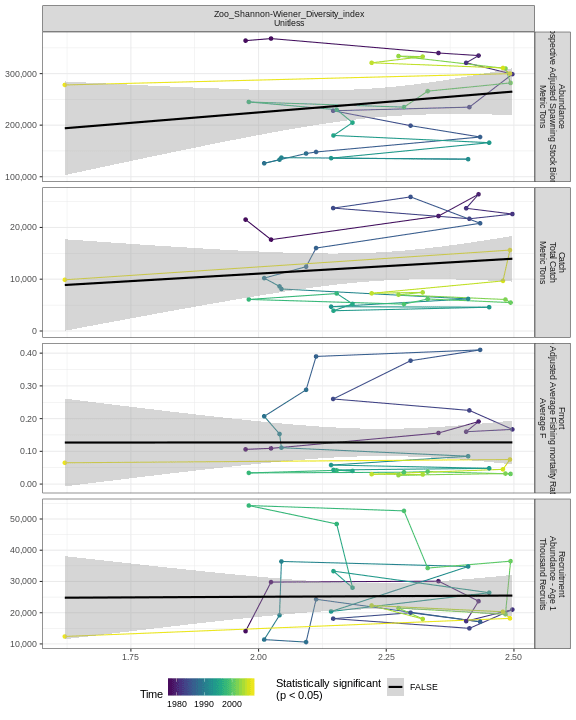 Zoo_Shannon-Wiener_Diversity_index
Unitless
300,000
200,000
100,000
Abundance
Adjusted Spawning Stock
Metric Tons
20,000
10,000
0
Catch
Total Catch
Metric Tons
0.40
0.30
0.20
0.10
0.00
Fmort
Adjusted Average Fishing mortality
Average F
50,000
40,000
30,000
20,000
10,000
Recruitment
Abundance - Age 1
Thousand Recruits
1.75
2.00
2.25
2.50
Time
1980 1990 2000
Statistically significant
(p < 0.05)
FALSE